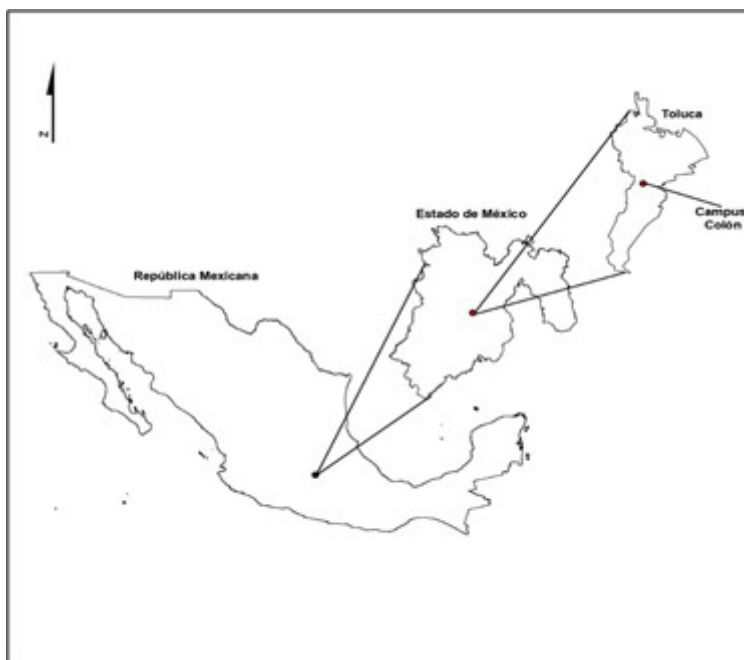 Toluca
N
Campus
Colón
Estado de México
República Mexicana